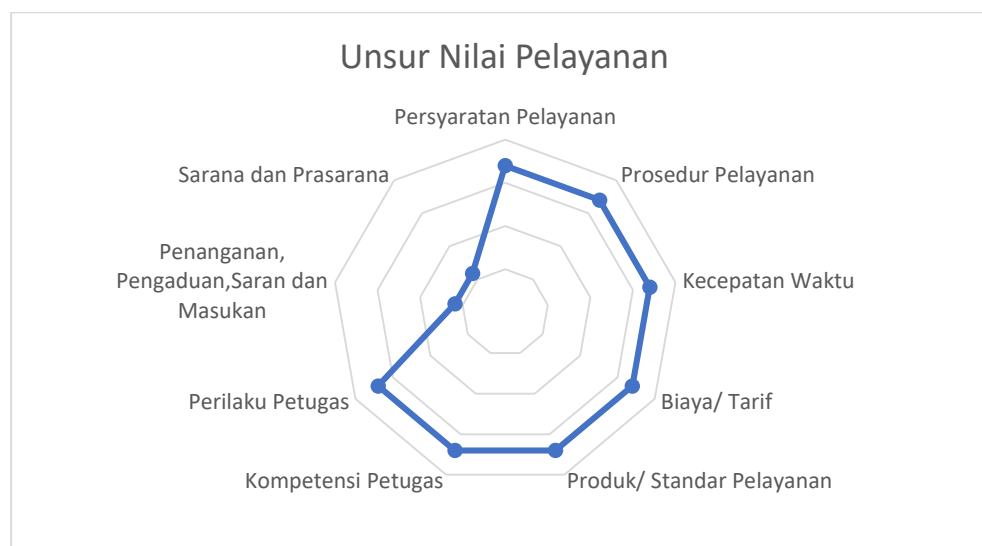 Unsur Nilai Pelayanan
Persyaratan Pelayanan
Prosedur Pelayanan
Kecepatan Waktu
Biaya/ Tarif
Produk/ Standar Pelayanan
Kompetensi Petugas
Perilaku Petugas
Penanganan,
Pengaduan,Saran dan
Masukan
Sarana dan Prasarana